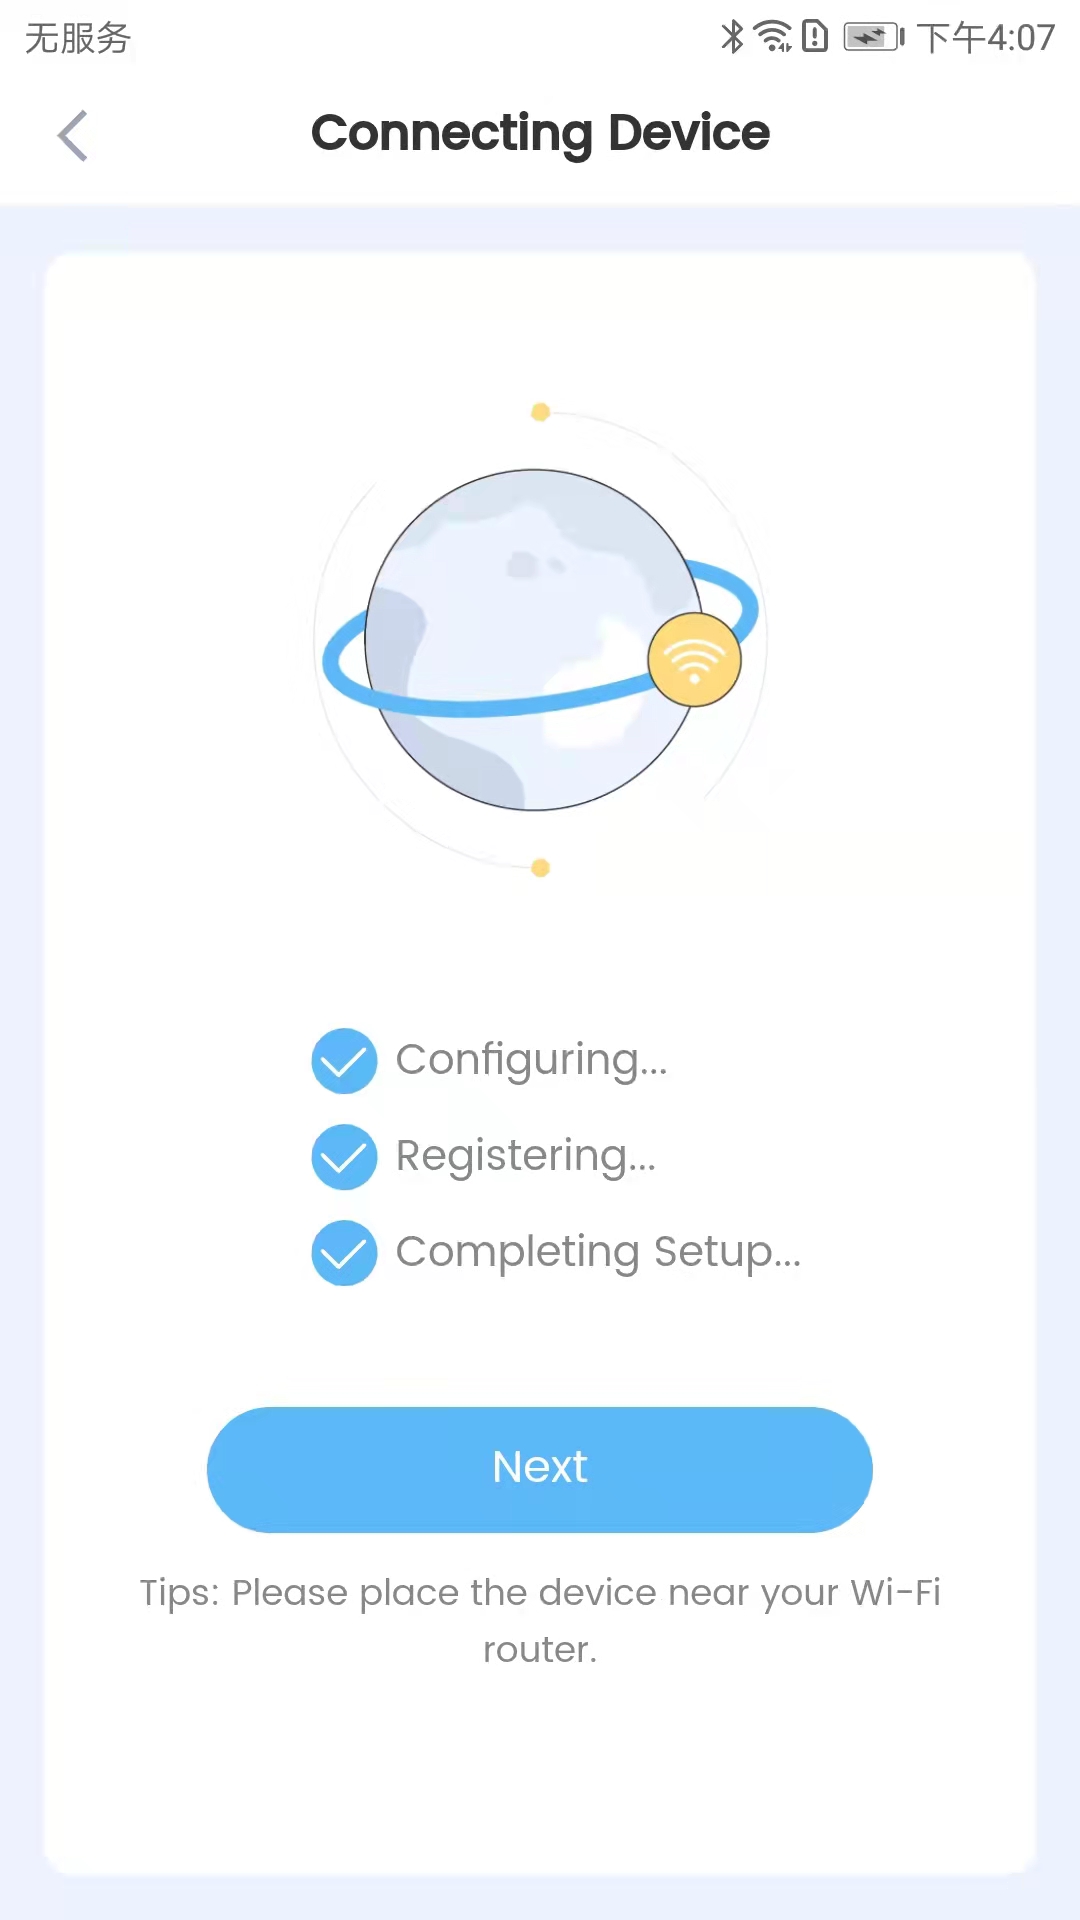 无服务 下午4:07
Connecting Device
Configuring...
Registering...
Completing Setup...
Next
Tips: Please place the device near your Wi-Fi
router.